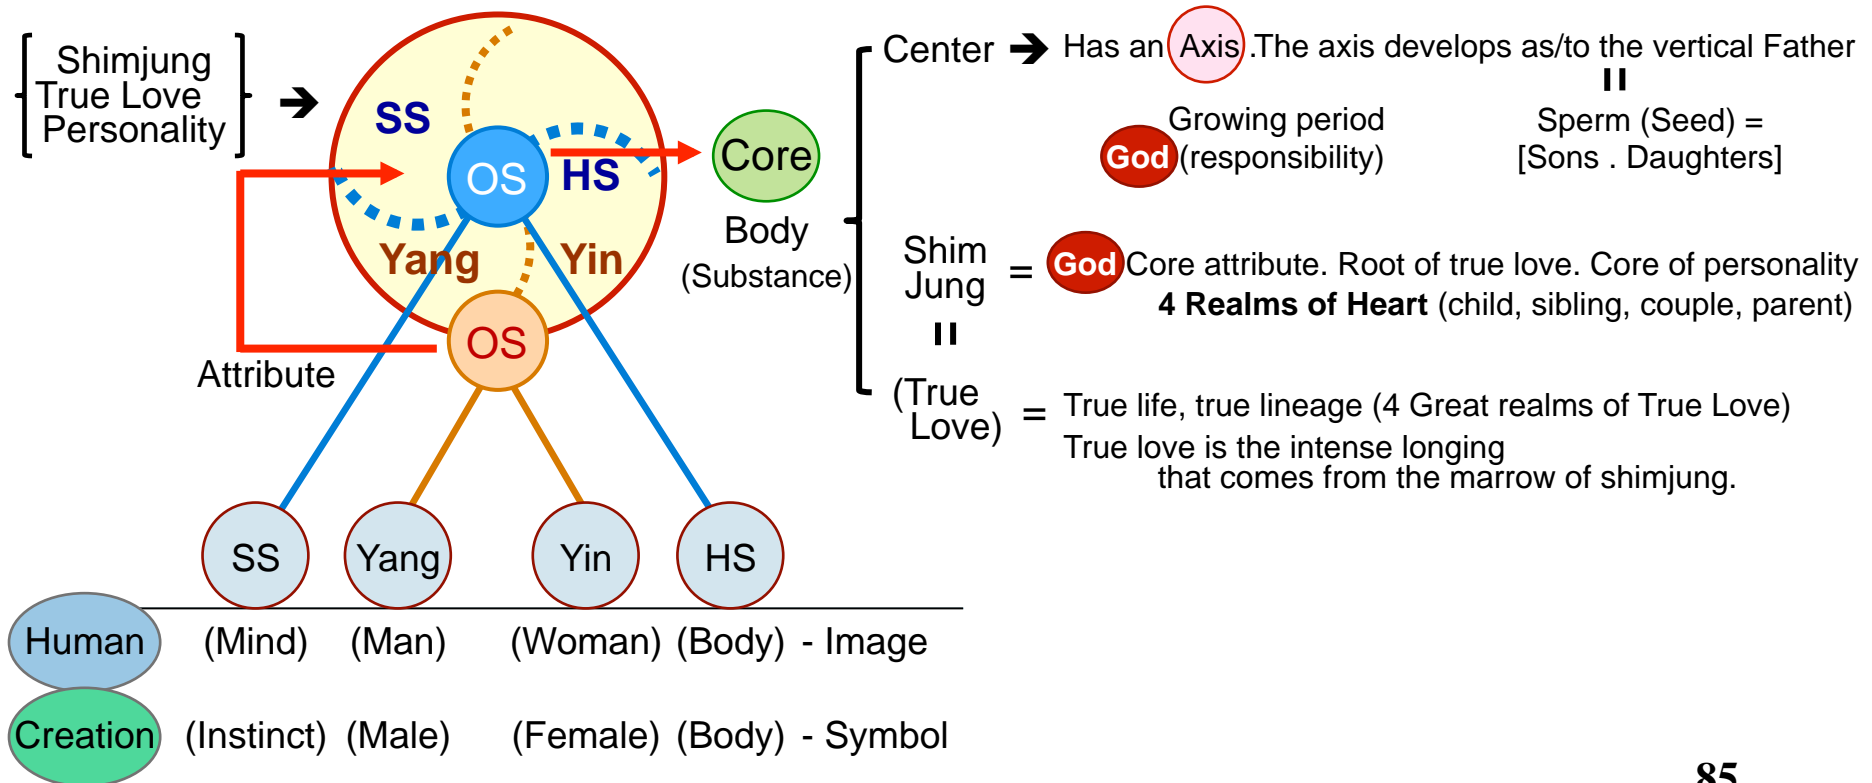 Shimjung
True Love
Personality
SS
OS
HS
Yang
Yin
OS
Attribute
Core
Body
(Substance)
Center ➔ Has an Axis .The axis develops as/to the vertical Father
=
Growing period
God (responsibility)
Sperm (Seed) =
[Sons . Daughters]
Shim
Jung
= God Core attribute. Root of true love. Core of personality
4 Realms of Heart (child, sibling, couple, parent)
=
(True
Love)
= True life, true lineage (4 Great realms of True Love)
True love is the intense longing
that comes from the marrow of shimjung.
SS Yang Yin HS
Human (Mind) (Man) (Woman) (Body) - Image
Creation (Instinct) (Male) (Female) (Body) - Symbol
85